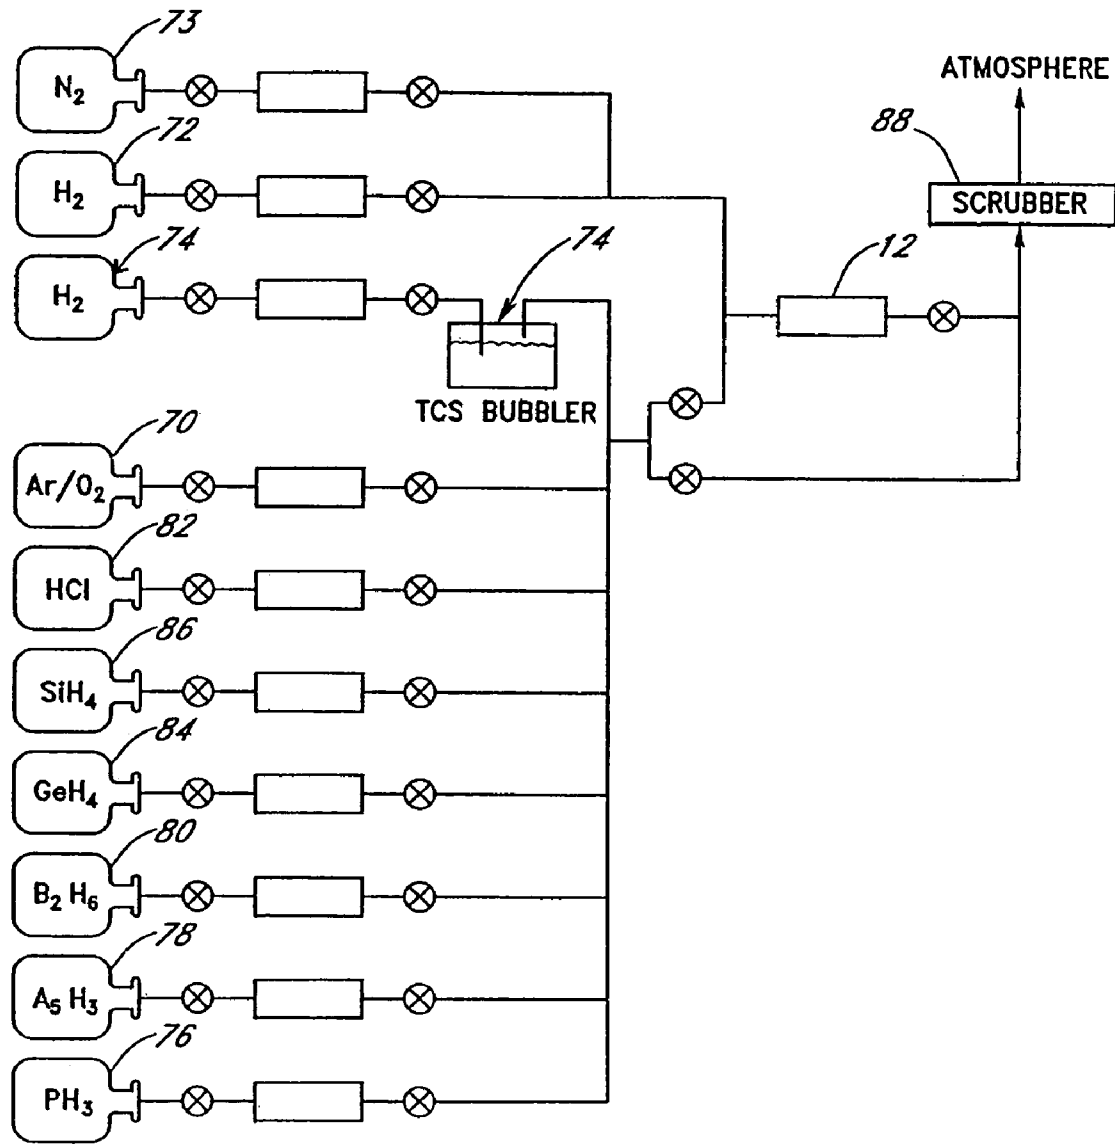 73
N2
72
H2
74
H2
74
TCS BUBBLER
ATMOSPHERE
88
SCRUBBER
12
70
Ar/O2
82
HCl
86
SiH4
84
GeH4
80
B2 H6
78
A5 H3
76
PH3